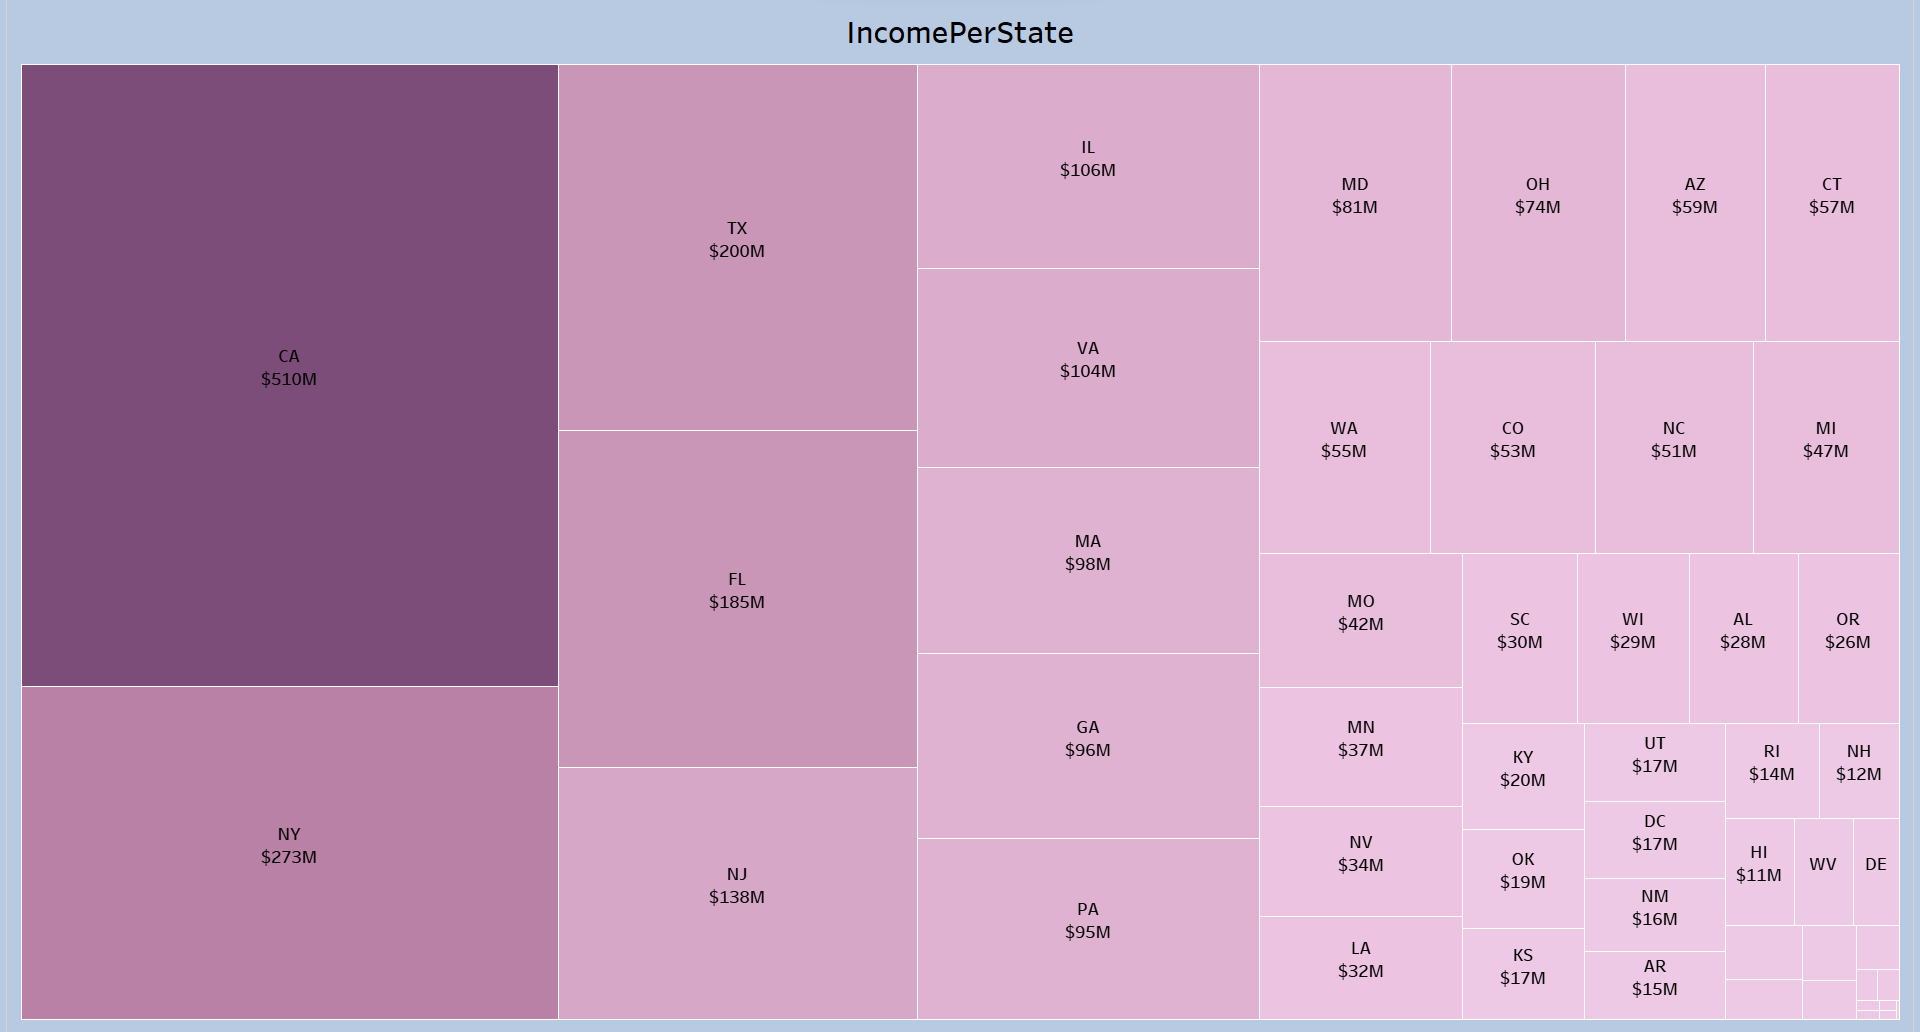 IncomePerState
CA
$510M
NY
$273M
TX
$200M
FL
$185M
NJ
$138M
IL
$106M
VA
$104M
MA
$98M
GA
$96M
PA
$95M
MD
$81M
OH
$74M
AZ
$59M
CT
$57M
WA
$55M
CO
$53M
NC
$51M
MI
$47M
MO
$42M
MN
$37M
NV
$34M
LA
$32M
SC
$30M
WI
$29M
AL
$28M
OR
$26M
KY
$20M
OK
$19M
KS
$17M
UT
$17M
DC
$17M
NM
$16M
AR
$15M
RI
$14M
NH
$12M
HI
$11M
WV
DE